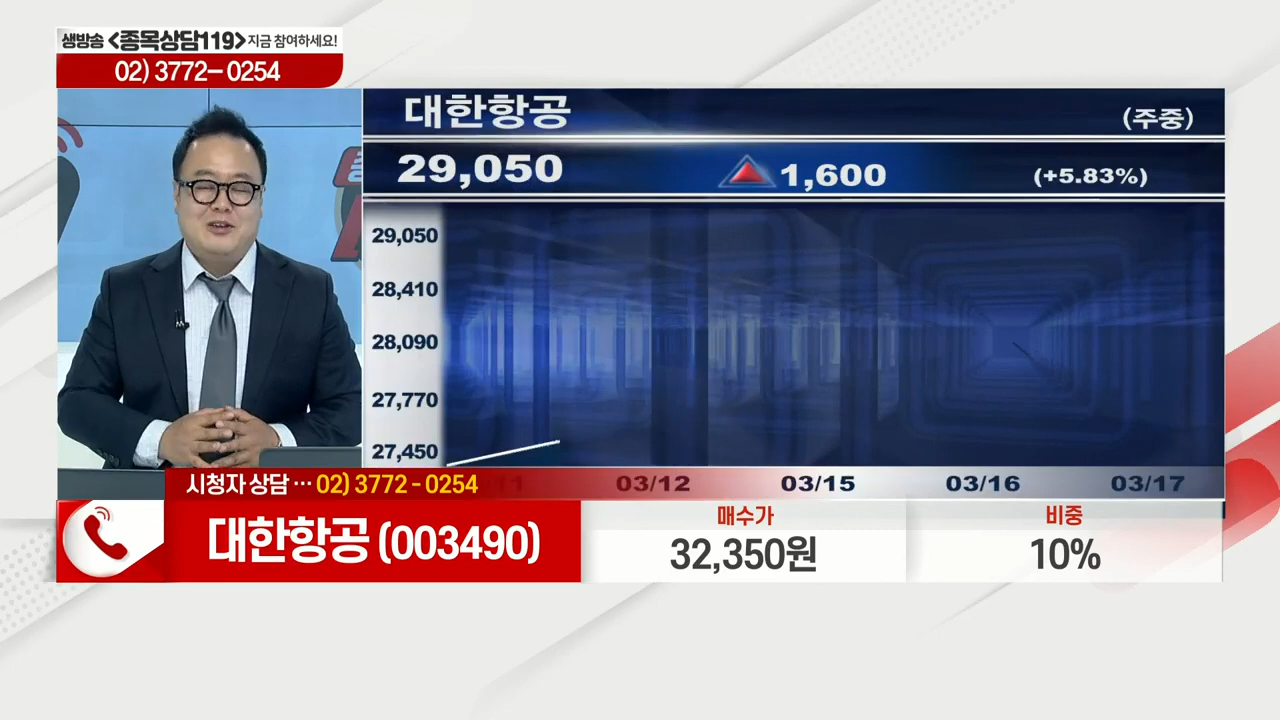 생방송 <종목상담119> 지금 참여하세요!
02) 3772-0254
대한항공 (주중)
29,050 1,600 (+5.83%)
29,050
28,410
28,090
27,770
27,450
03/12 03/15 03/16 03/17
시청자 상담 … 02) 3772 - 0254
대한항공 (003490)
매수가 비중
32,350원 10%